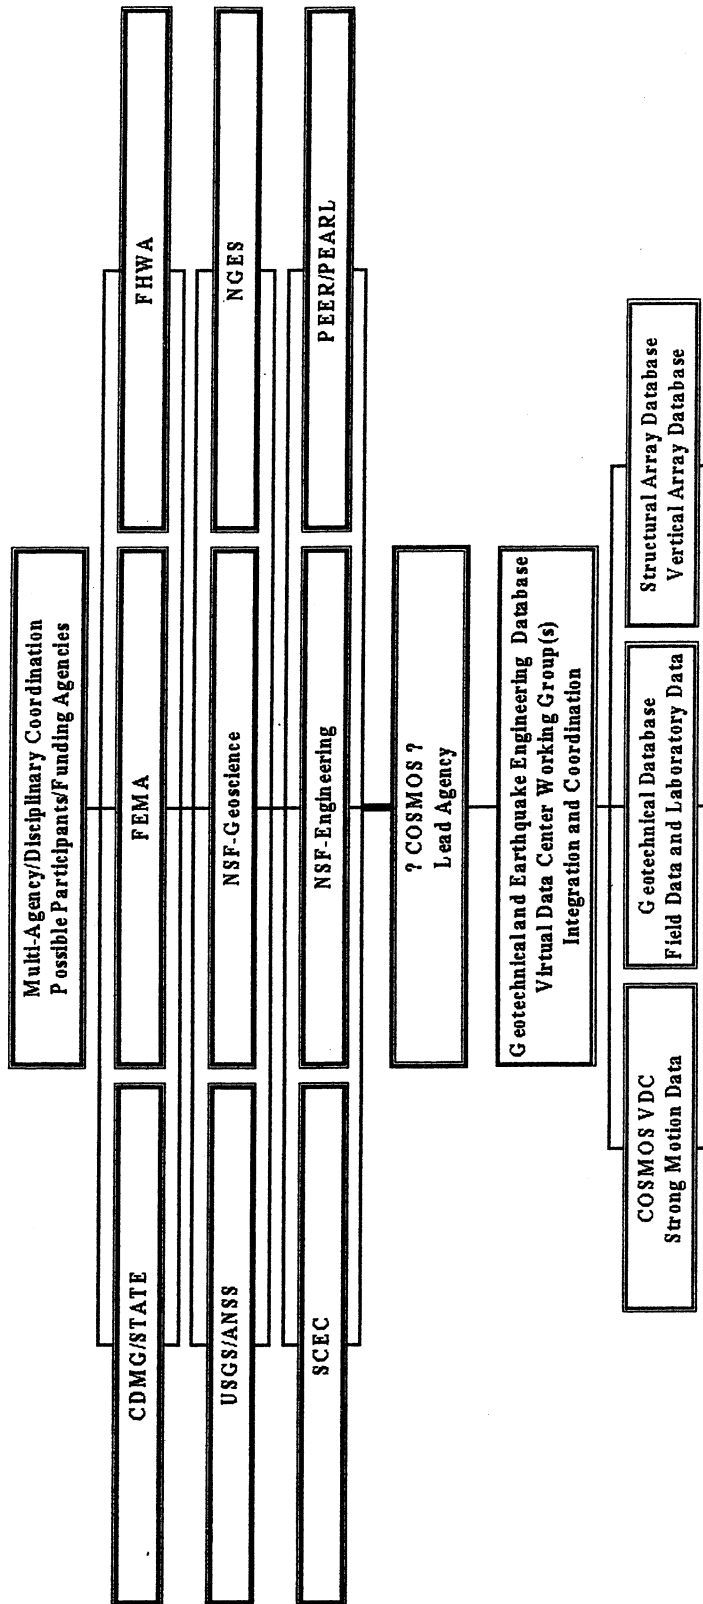 Multi-Agency/Disciplinary Coordination
Possible Participants/Funding Agencies
CDMG/STATE
FEMA
FHWA
USGS/ANSS
NSF-Geoscience
NGES
SCEC
NSF-Engineering
PEER/PEARL
? COSMOS ?
Lead Agency
Geotechnical and Earthquake Engineering Database
Virtual Data Center Working Group(s)
Integration and Coordination
COSMOS VDC
Strong Motion Data
Geotechnical Database
Field Data and Laboratory Data
Structural Array Database
Vertical Array Database